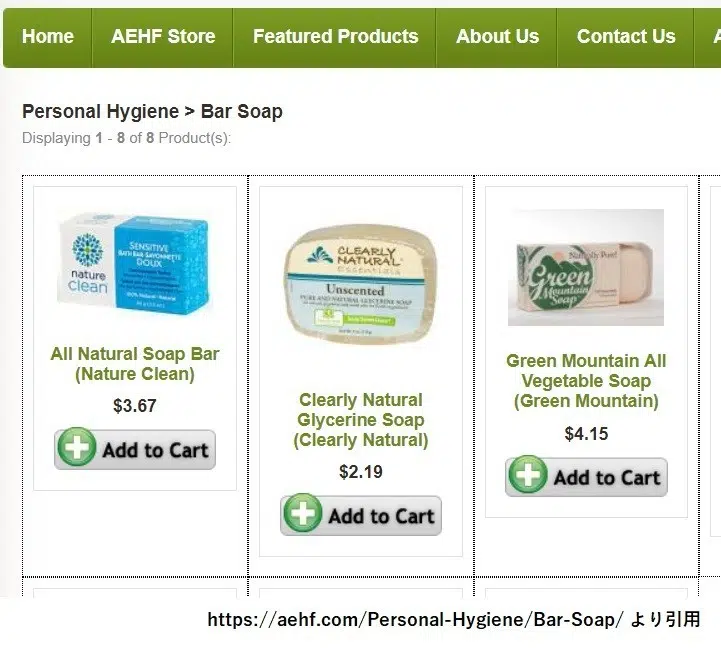 Home AEHF Store Featured Products About Us Contact Us A
Personal Hygiene > Bar Soap
Displaying 1 - 8 of 8 Product(s):
nature
clean
SENSITIVE
BATH BAR·SAVONNETTE
DOUX
100% Natural · Naturel
All Natural Soap Bar
(Nature Clean)
$3.67
Add to Cart
CLEARLY
NATURAL
Essentials
Unscented
PURE AND NATURAL GLYCERINE SOAP
Clearly Natural
Glycerine Soap
(Clearly Natural)
$2.19
Add to Cart
Naturally Pure!
Green
Mountain
Soap
Green Mountain All
Vegetable Soap
(Green Mountain)
$4.15
Add to Cart
https://aehf.com/Personal-Hygiene/Bar-Soap/ より引用